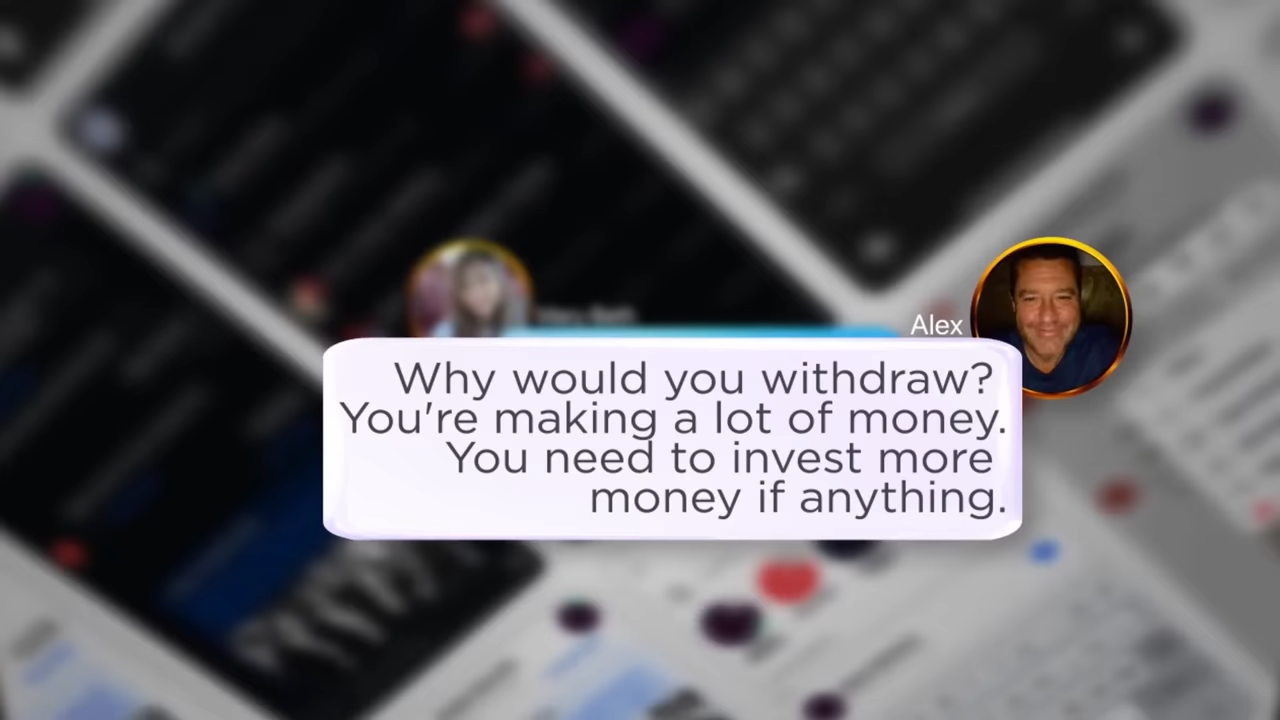 Alex
Why would you withdraw?
You're making a lot of money.
You need to invest more
money if anything.